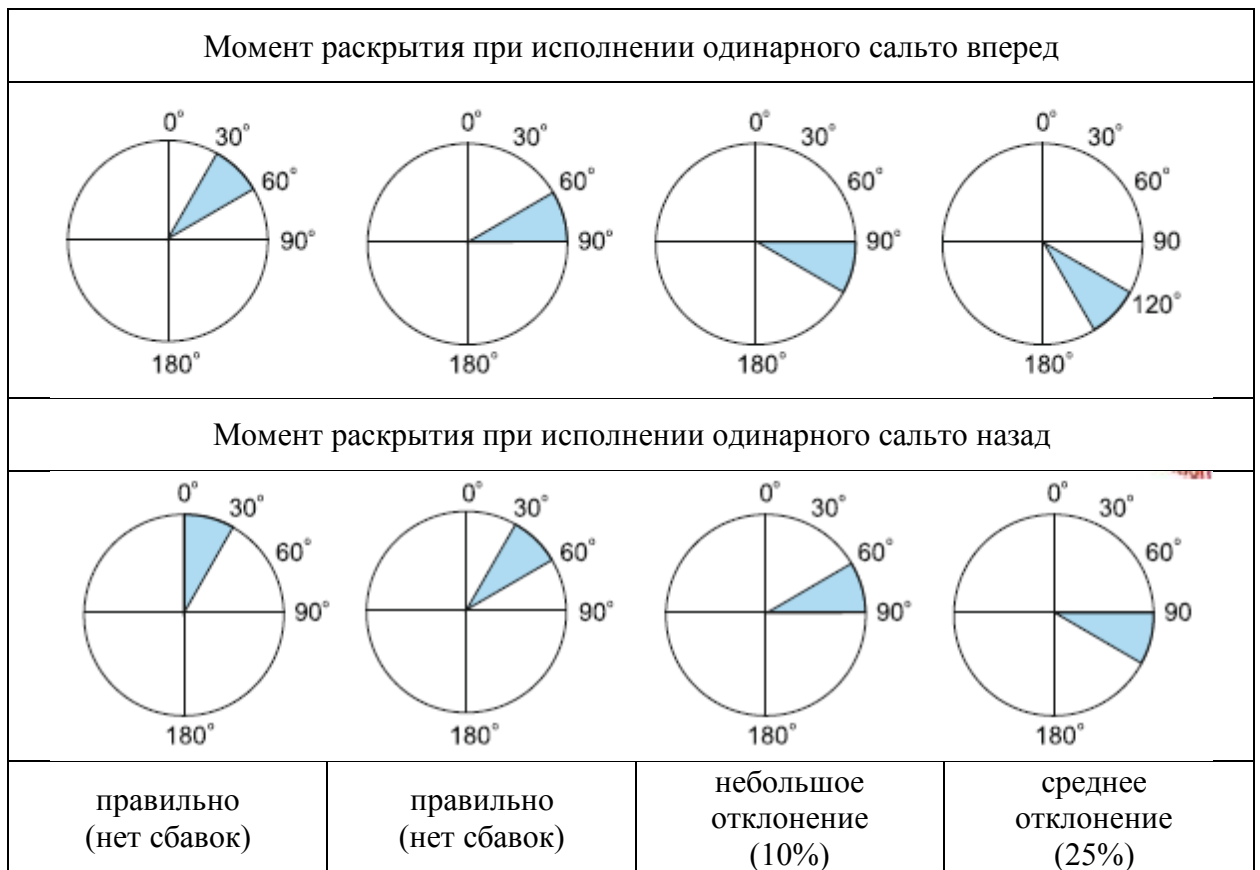 Момент раскрытия при исполнении одинарного сальто вперед
0° 30° 60° 90° 180°
0° 30° 60° 90° 180°
0° 30° 60° 90° 180°
0° 30° 60° 90 120° 180°
Момент раскрытия при исполнении одинарного сальто назад
0° 30° 60° 90° 180°
0° 30° 60° 90° 180°
0° 30° 60° 90° 180°
0° 30° 60° 90 180°
правильно
(нет сбавок)
правильно
(нет сбавок)
небольшое
отклонение
(10%)
среднее
отклонение
(25%)